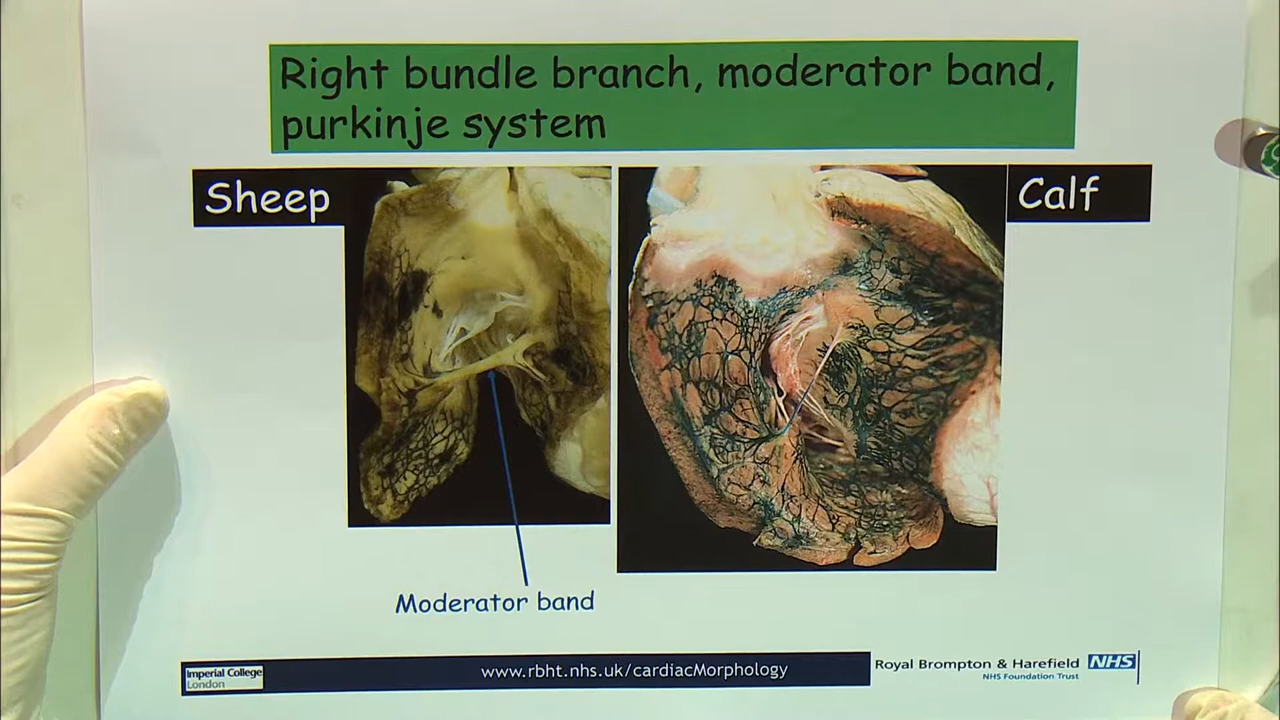 Right bundle branch, moderator band,
purkinje system
Sheep
Calf
Moderator band
Imperial College
London
www.rbht.nhs.uk/cardiacMorphology
Royal Brompton & Harefield NHS
NHS Foundation Trust